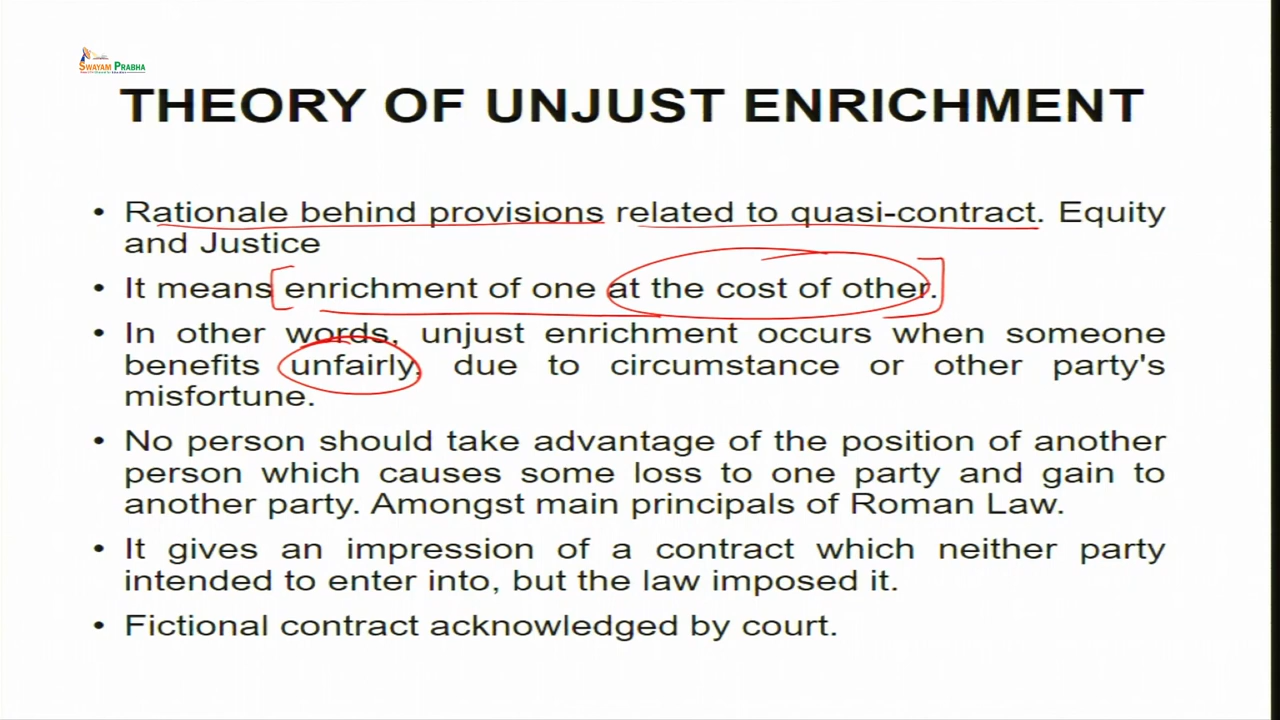 SWAYAM PRABHA
THEORY OF UNJUST ENRICHMENT
• Rationale behind provisions related to quasi-contract. Equity
and Justice
• It means enrichment of one at the cost of other.
• In other words, unjust enrichment occurs when someone
benefits unfairly, due to circumstance or other party's
misfortune.
• No person should take advantage of the position of another
person which causes some loss to one party and gain to
another party. Amongst main principals of Roman Law.
• It gives an impression of a contract which neither party
intended to enter into, but the law imposed it.
• Fictional contract acknowledged by court.